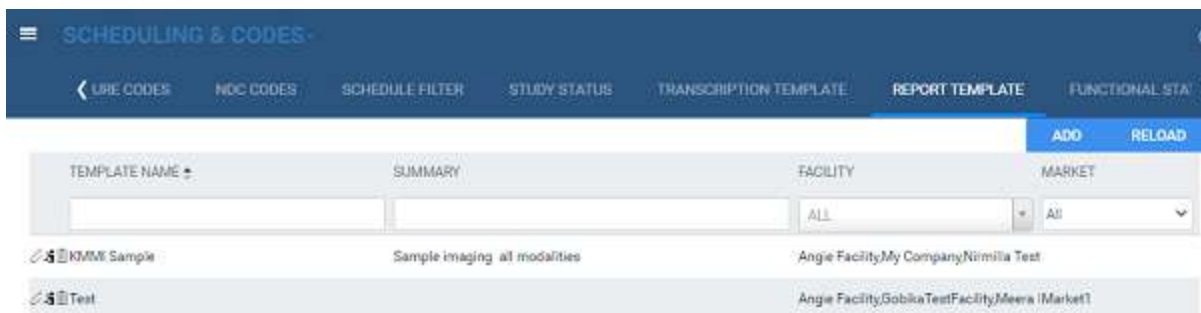 SCHEDULING & CODES
URE CODES NDC CODES SCHEDULE FILTER STUDY STATUS TRANSCRIPTION TEMPLATE REPORT TEMPLATE FUNCTIONAL STA
ADD RELOAD
TEMPLATE NAME SUMMARY FACILITY MARKET
ALL All
KMMI Sample Sample imaging all modalities Angie Facility,My Company,Nirmilla Test
Test Angie Facility,GobikaTestFacility,Meera Market1